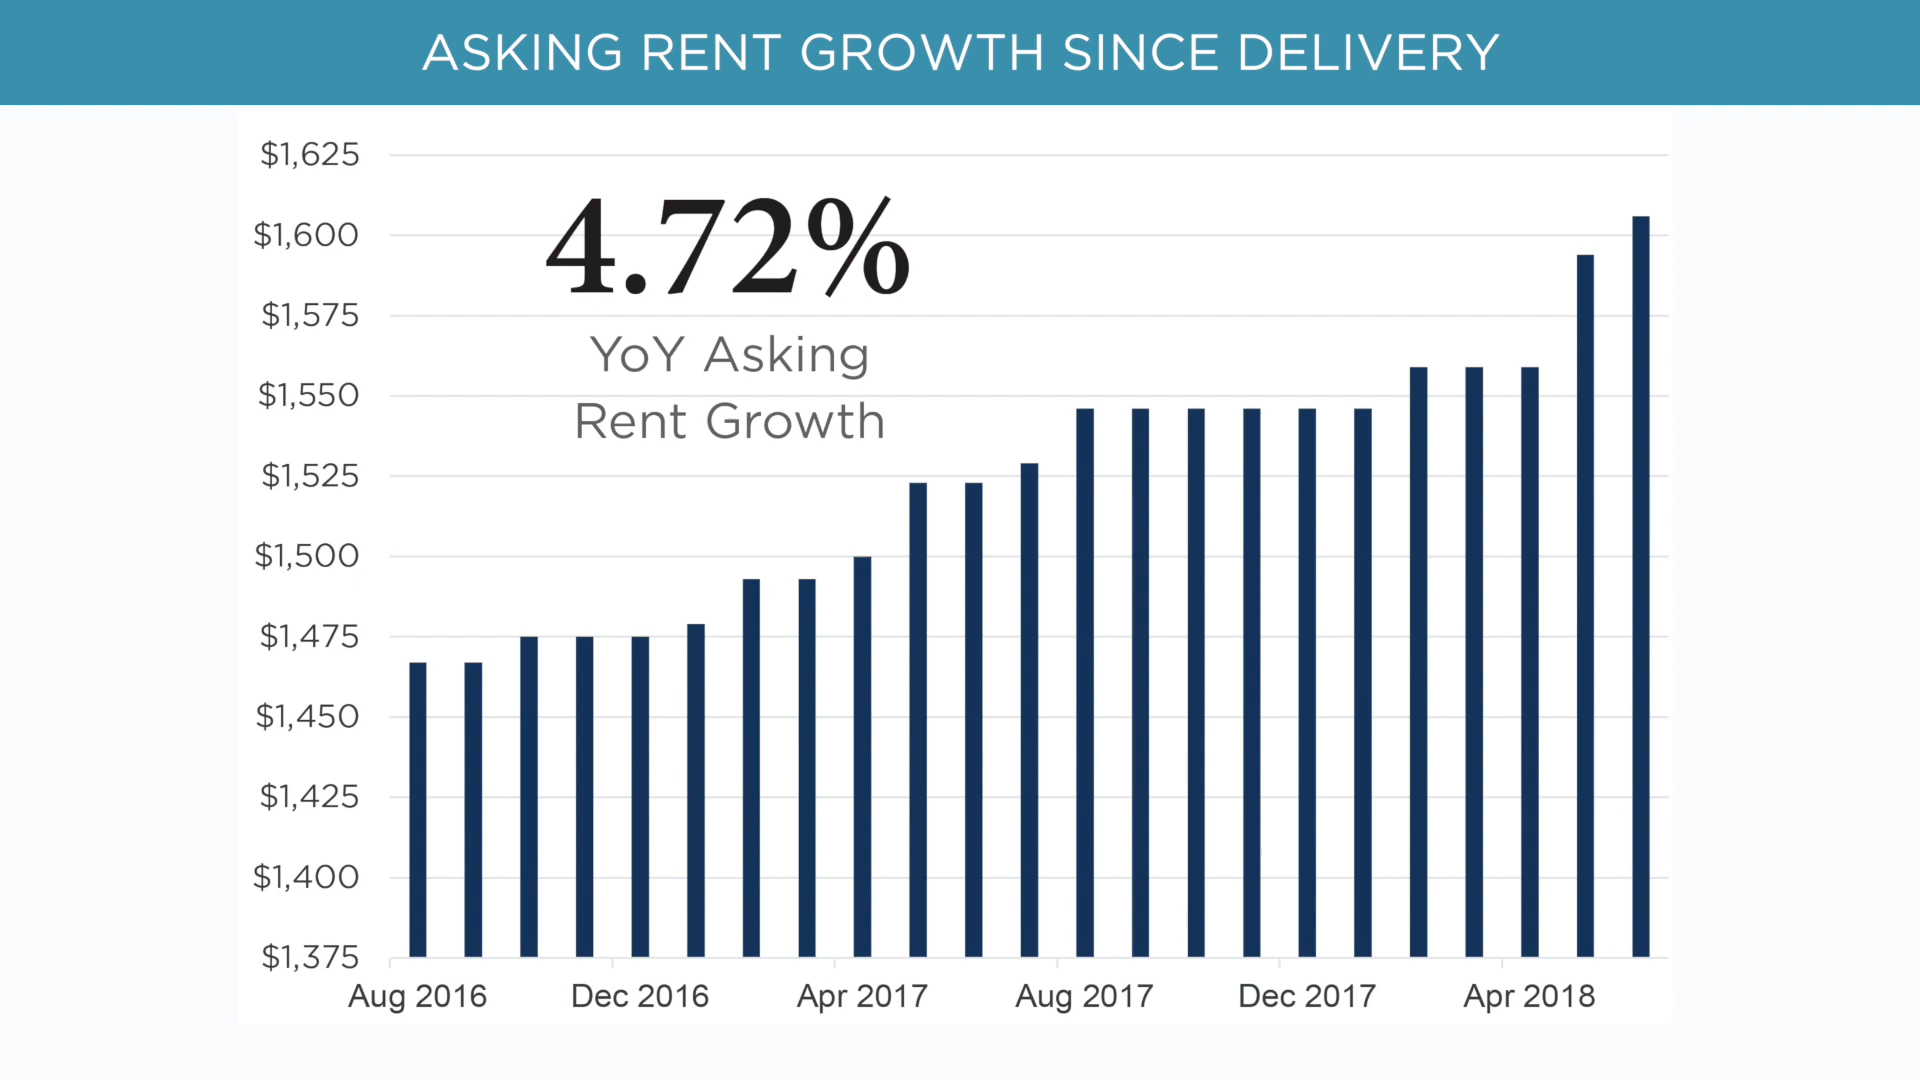 ASKING RENT GROWTH SINCE DELIVERY
$1,625
$1,600
$1,575
$1,550
$1,525
$1,500
$1,475
$1,450
$1,425
$1,400
$1,375
4.72%
YoY Asking
Rent Growth
Aug 2016
Dec 2016
Apr 2017
Aug 2017
Dec 2017
Apr 2018